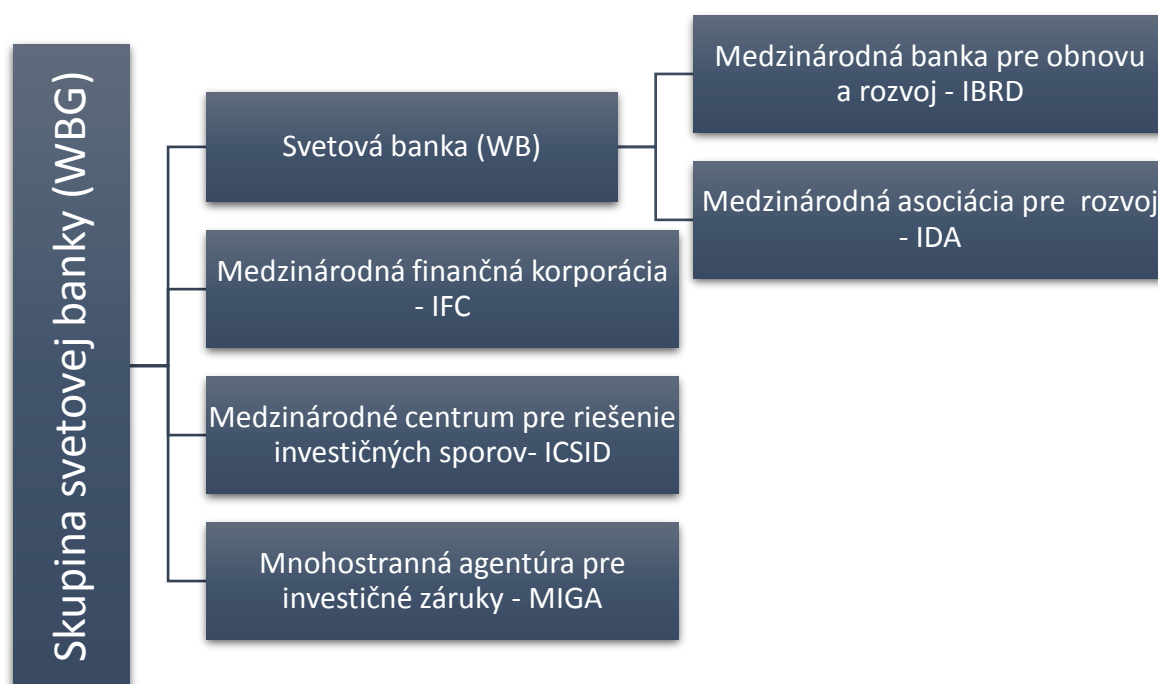 Skupina svetovej banky (WBG)
Svetová banka (WB)
Medzinárodná banka pre obnovu
a rozvoj - IBRD
Medzinárodná asociácia pre  rozvoj
- IDA
Medzinárodná finančná korporácia
- IFC
Medzinárodné centrum pre riešenie
investičných sporov- ICSID
Mnohostranná agentúra pre
investičné záruky - MIGA